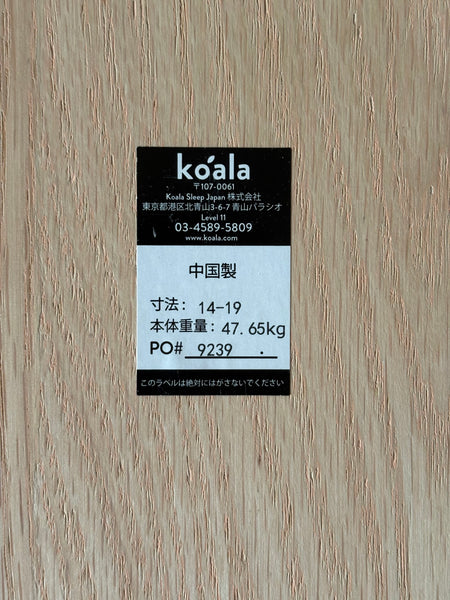 koala
〒107-0061
Koala Sleep Japan 株式会社
東京都港区北青山3-6-7 青山パラシオ
Level 11
03-4589-5809
www.koala.com
中国製
寸法: 14-19
本体重量: 47.65kg
PO# 9239 .
このラベルは絶対にはがさないでください